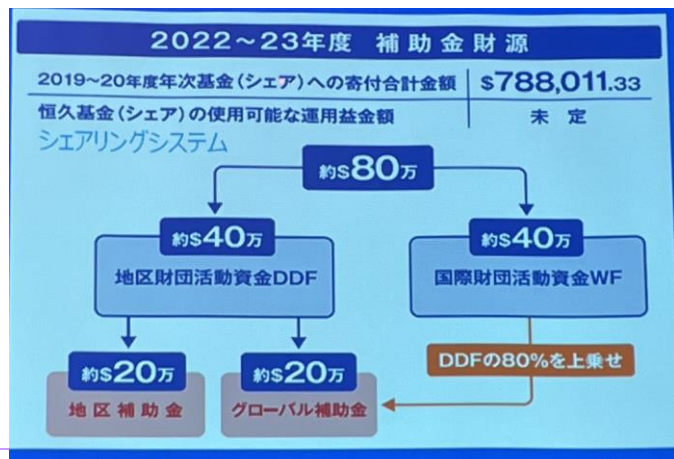 2022～23年度 補助金財源
2019～20年度年次基金(シェア)への寄付合計金額 $788,011.33
恒久基金(シェア)の使用可能な運用益金額 未定
シェアリングシステム
約$80万
約$40万 約$40万
地区財団活動資金DDF 国際財団活動資金WF
DDFの80%を上乗せ
約$20万 約$20万
地区補助金 グローバル補助金